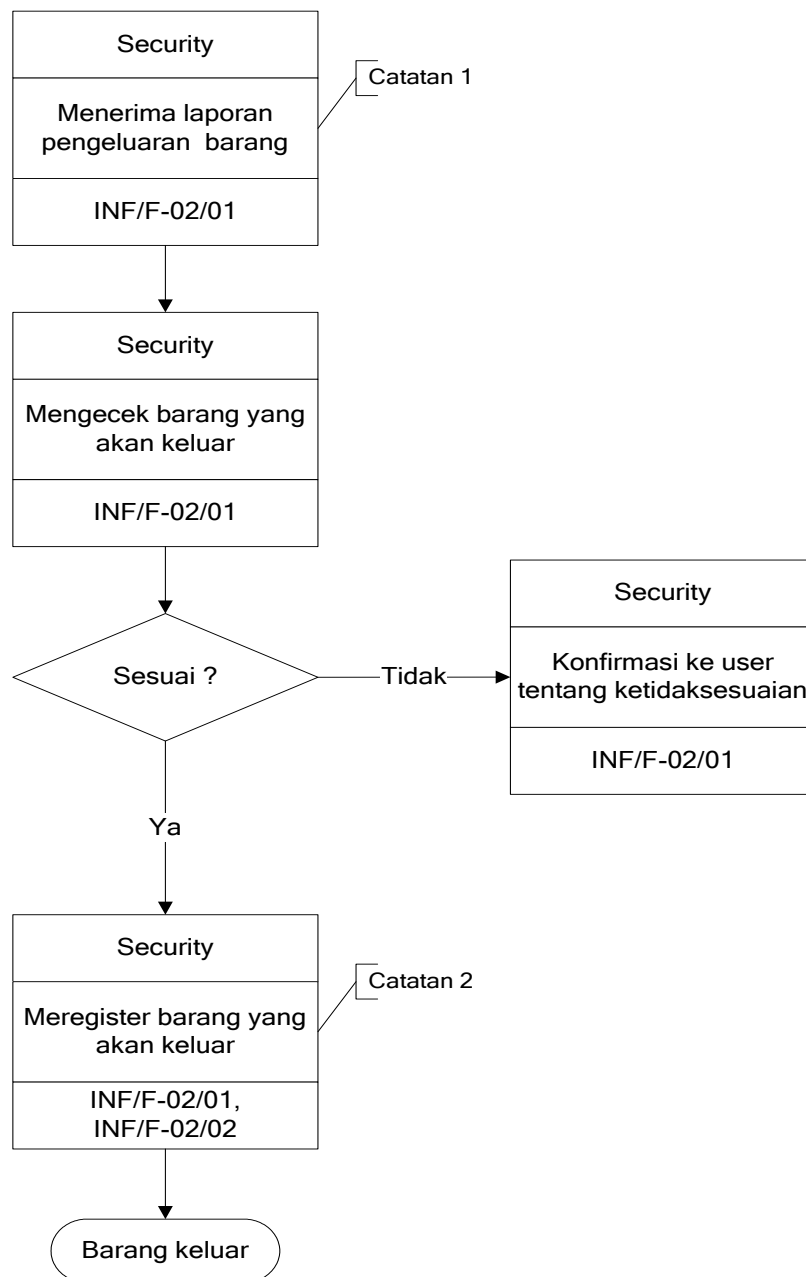 Security
Catatan 1
Menerima laporan
pengeluaran barang
INF/F-02/01
Security
Mengecek barang yang
akan keluar
INF/F-02/01
Sesuai ?
Tidak
Security
Konfirmasi ke user
tentang ketidaksesuaian
INF/F-02/01
Ya
Security
Catatan 2
Meregister barang yang
akan keluar
INF/F-02/01,
INF/F-02/02
Barang keluar